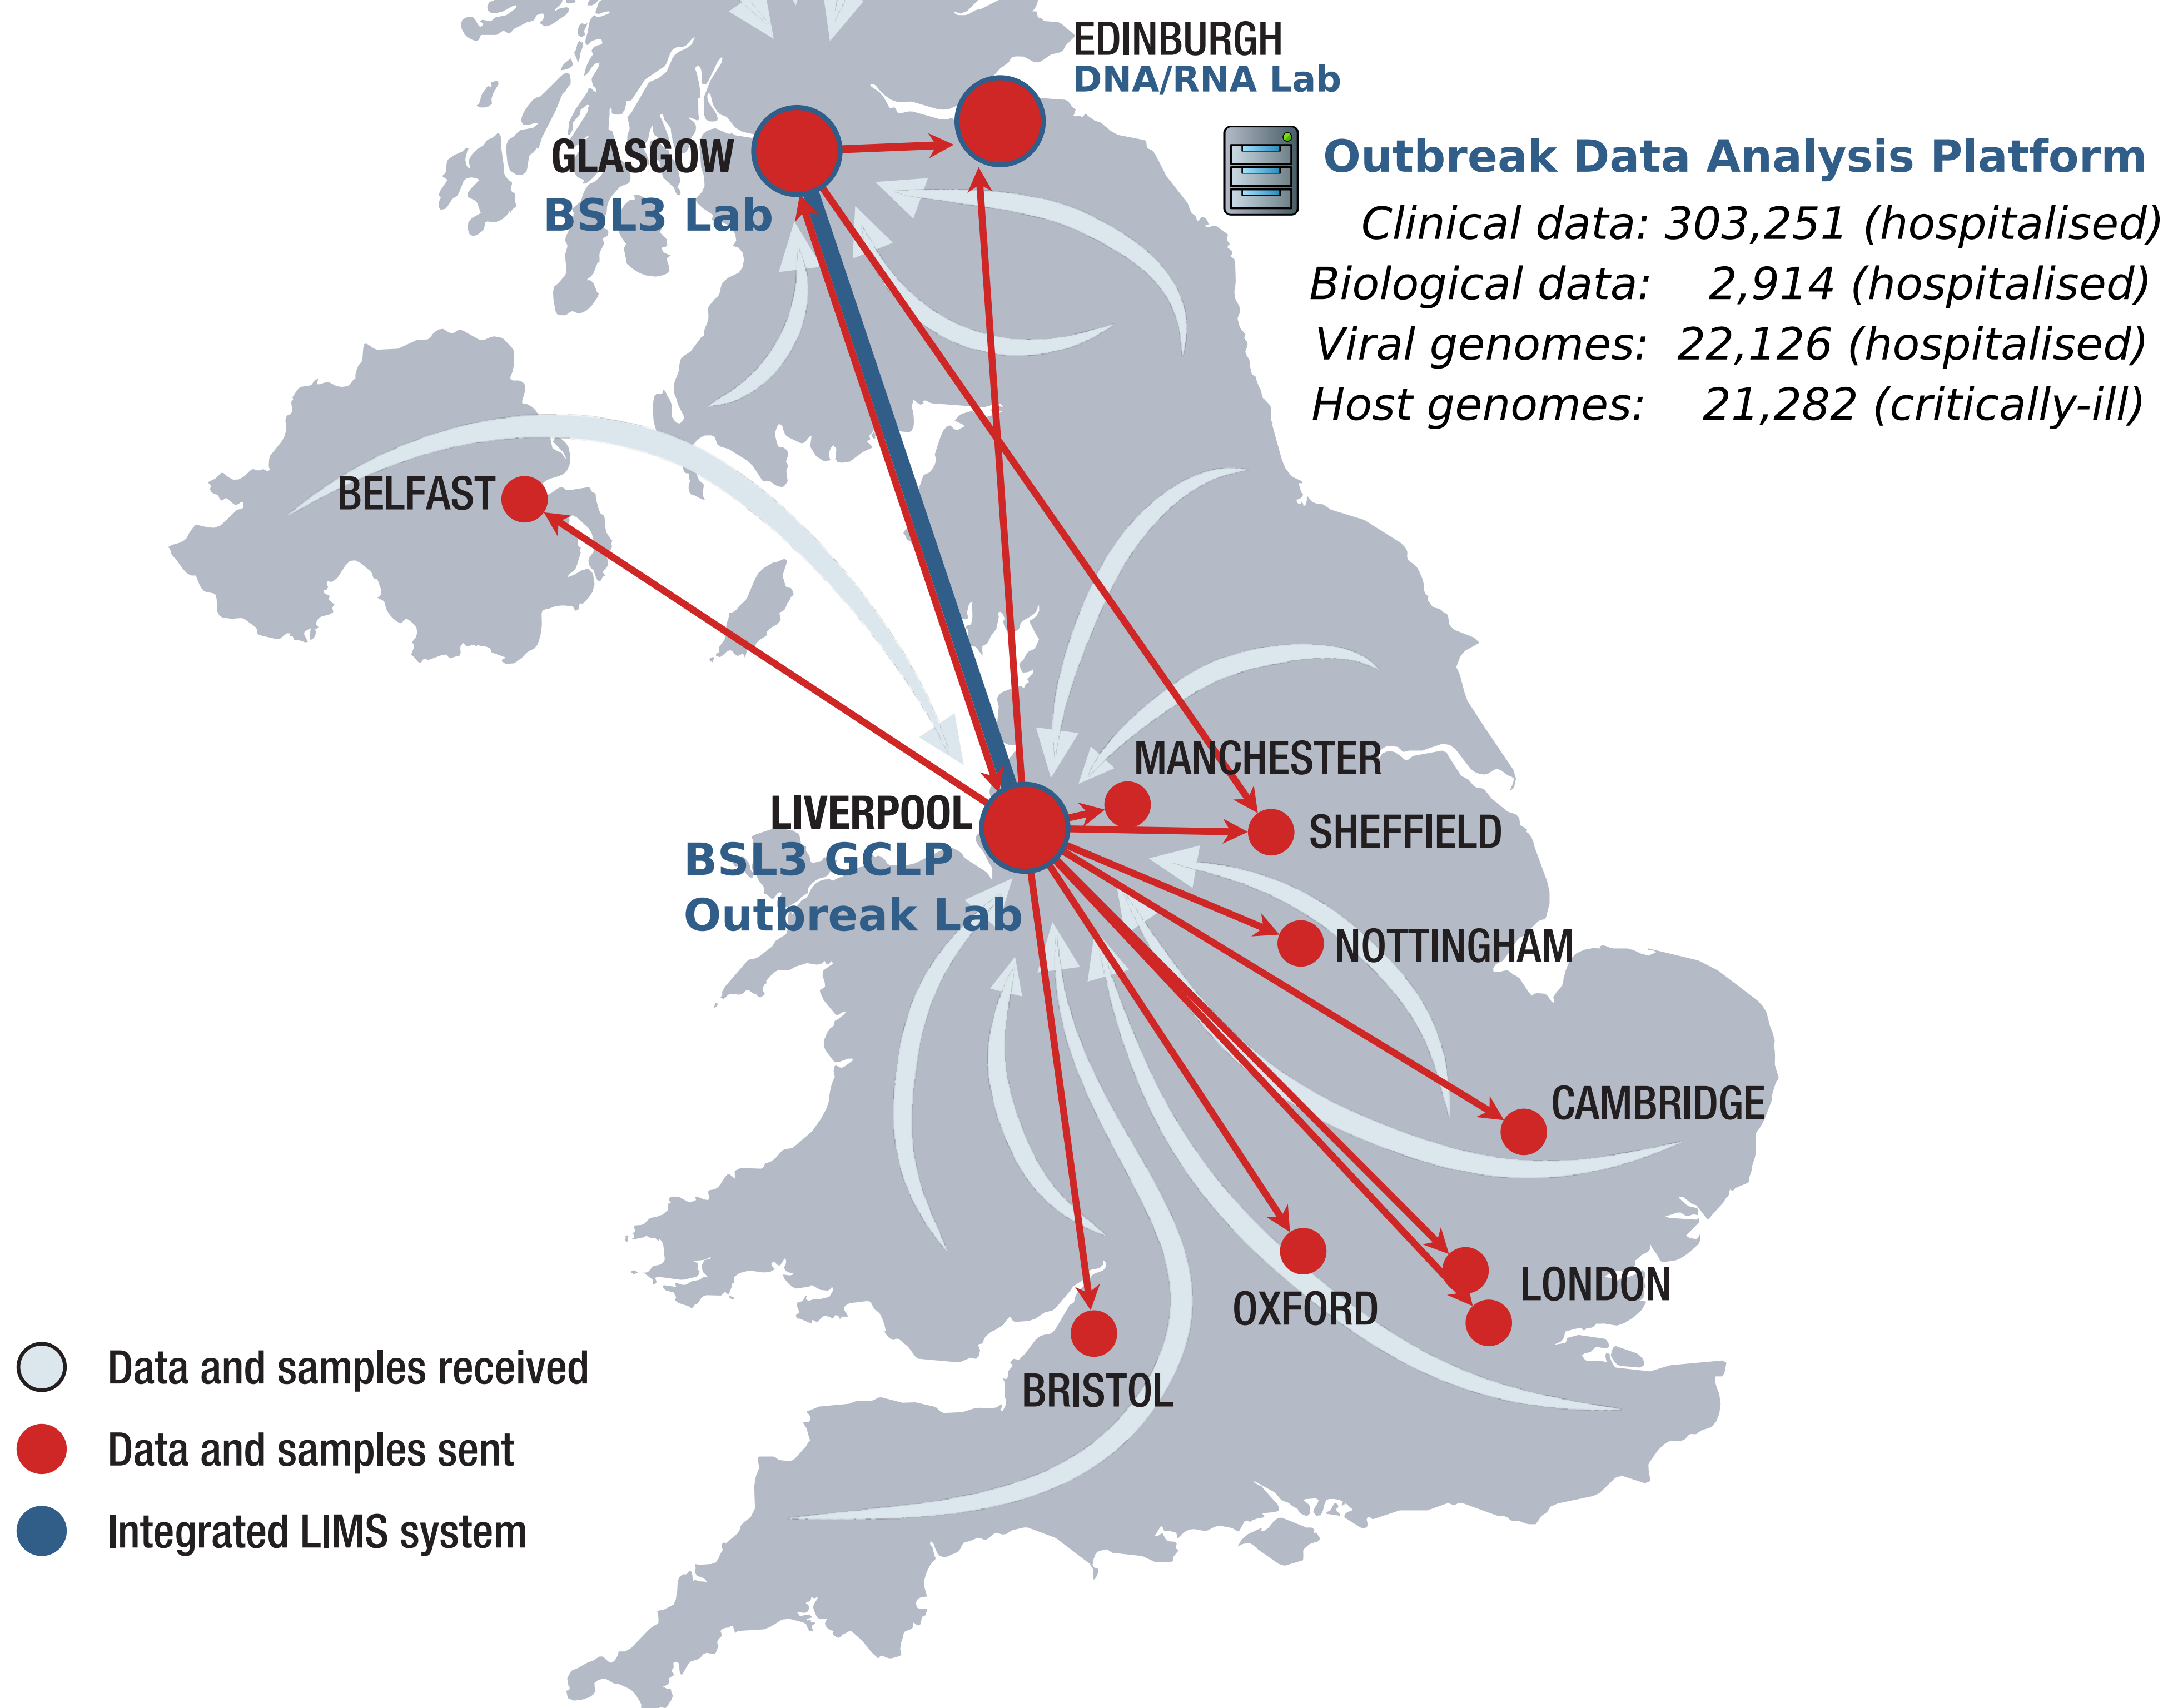 EDINBURGH
DNA/RNA Lab
GLASGOW
BSL3 Lab
Outbreak Data Analysis Platform
Clinical data: 303,251 (hospitalised)
Biological data: 2,914 (hospitalised)
Viral genomes: 22,126 (hospitalised)
Host genomes: 21,282 (critically-ill)
BELFAST
MANCHESTER
LIVERPOOL
BSL3 GCLP
Outbreak Lab
SHEFFIELD
NOTTINGHAM
CAMBRIDGE
LONDON
OXFORD
BRISTOL
Data and samples received
Data and samples sent
Integrated LIMS system